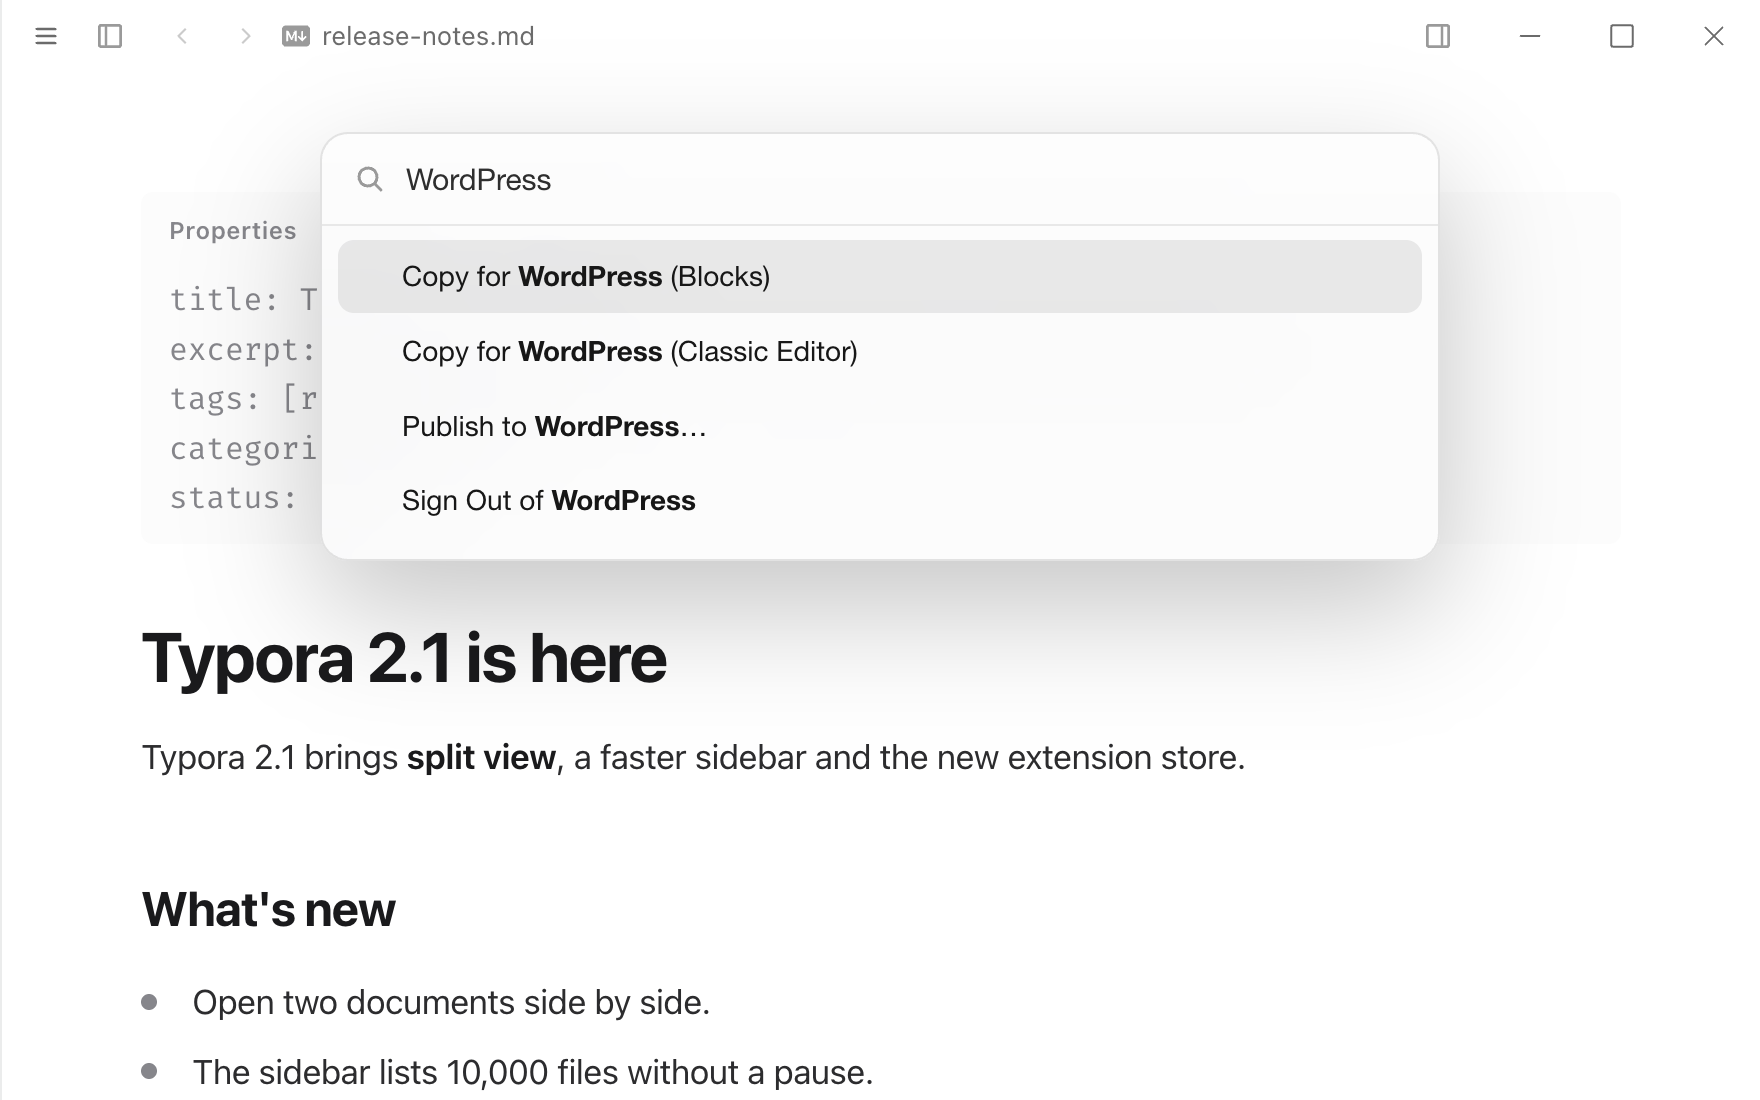 M↓ release-notes.md
WordPress
Copy for WordPress (Blocks)
Copy for WordPress (Classic Editor)
Publish to WordPress…
Sign Out of WordPress
Properties
title: T
excerpt:
tags: [r
categori
status:
Typora 2.1 is here
Typora 2.1 brings split view, a faster sidebar and the new extension store.
What's new
Open two documents side by side.
The sidebar lists 10,000 files without a pause.